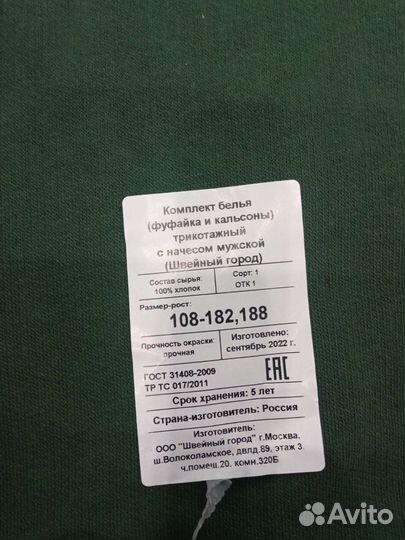 Комплект белья
(фуфайка и кальсоны)
трикотажный
с начесом мужской
(Швейный город)
Состав сырья: Сорт: 1
100% хлопок ОТК 1
Размер-рост:
108-182,188
Прочность окраски: Изготовлено:
прочная сентябрь 2022 г.
ГОСТ 31408-2009
ТР ТС 017/2011
EAC
Срок хранения: 5 лет
Страна-изготовитель: Россия
Изготовитель:
ООО "Швейный город" г.Москва,
ш.Волоколамское, двлд.89, этаж 3,
ч.помещ.20, комн.320Б
Avito